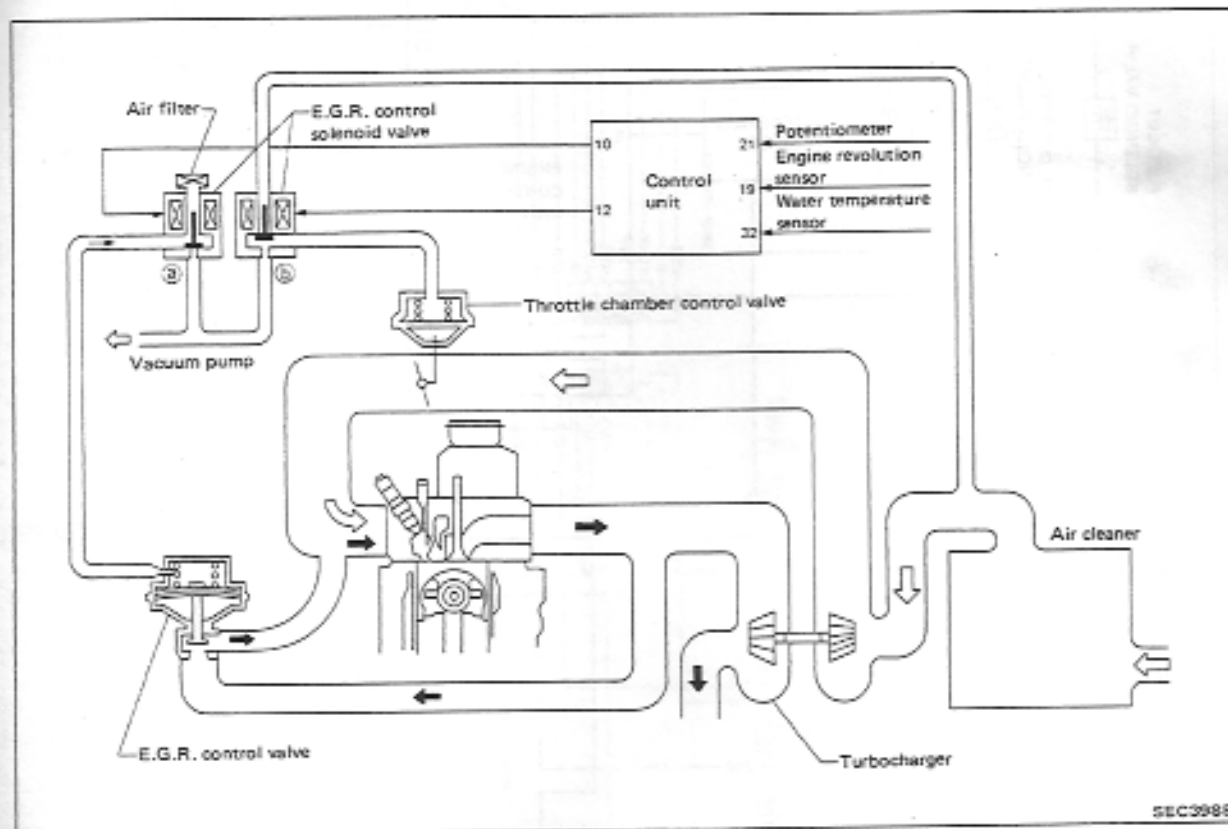 Air filter
E.G.R. control
solenoid valve
10
12
Control
unit
21
19
32
Potentiometer
Engine revolution
sensor
Water temperature
sensor
a
b
Throttle chamber control valve
Vacuum pump
Air cleaner
E.G.R. control valve
Turbocharger